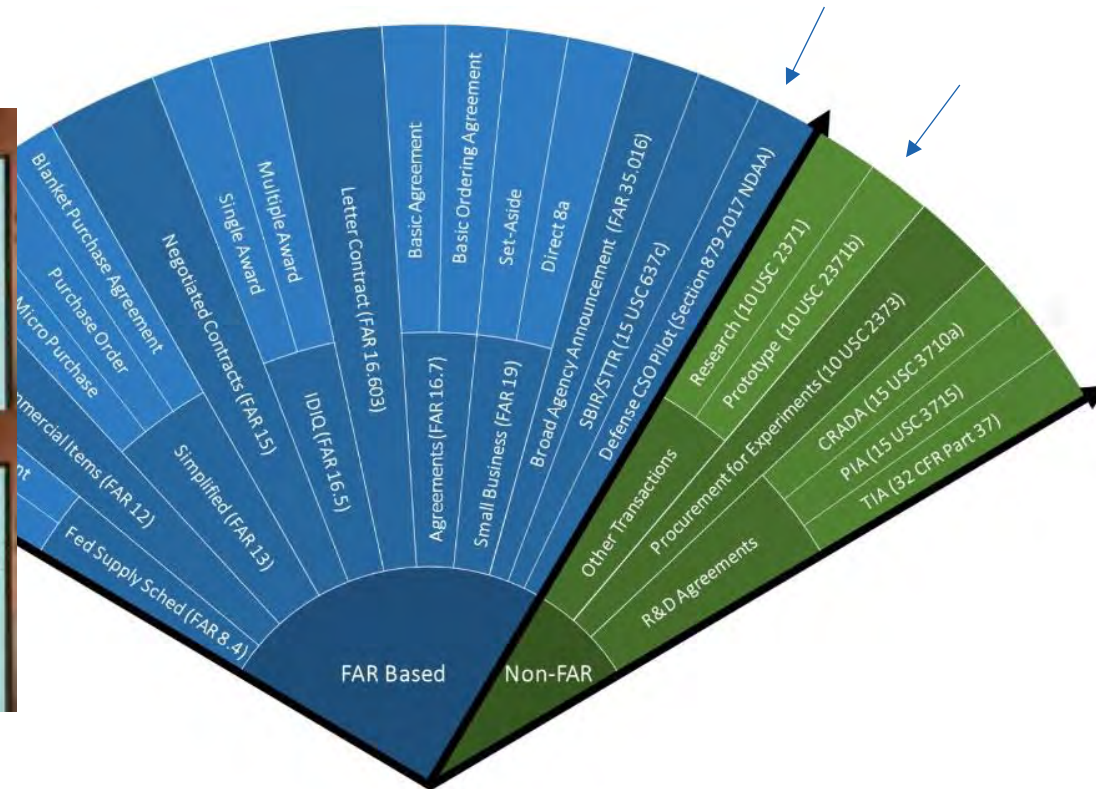 nt
Fed Supply Sched (FAR 8.4)
mmercial Items (FAR 12)
Micro Purchase
Purchase Order
Blanket Purchase Agreement
Simplified (FAR 13)
Negotiated Contracts (FAR 15)
Single Award
Multiple Award
IDIQ (FAR 16.5)
Letter Contract (FAR 16.603)
Basic Agreement
Basic Ordering Agreement
Agreements (FAR 16.7)
Set-Aside
Direct 8a
Small Business (FAR 19)
Broad Agency Announcement (FAR 35.016)
SBIR/STTR (15 USC 637c)
Defense CSO Pilot (Section 879 2017 NDAA)
Research (10 USC 2371)
Prototype (10 USC 2371b)
Other Transactions
Procurement for Experiments (10 USC 2373)
CRADA (15 USC 3710a)
PIA (15 USC 3715)
TIA (32 CFR Part 37)
R&D Agreements
FAR Based
Non-FAR